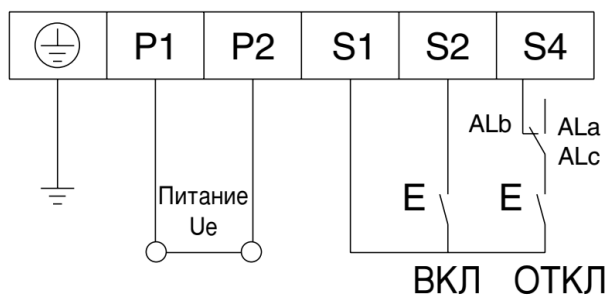 P1 P2 S1 S2 S4
ALb ALa
ALc
Питание
Ue
E E
ВКЛ ОТКЛ